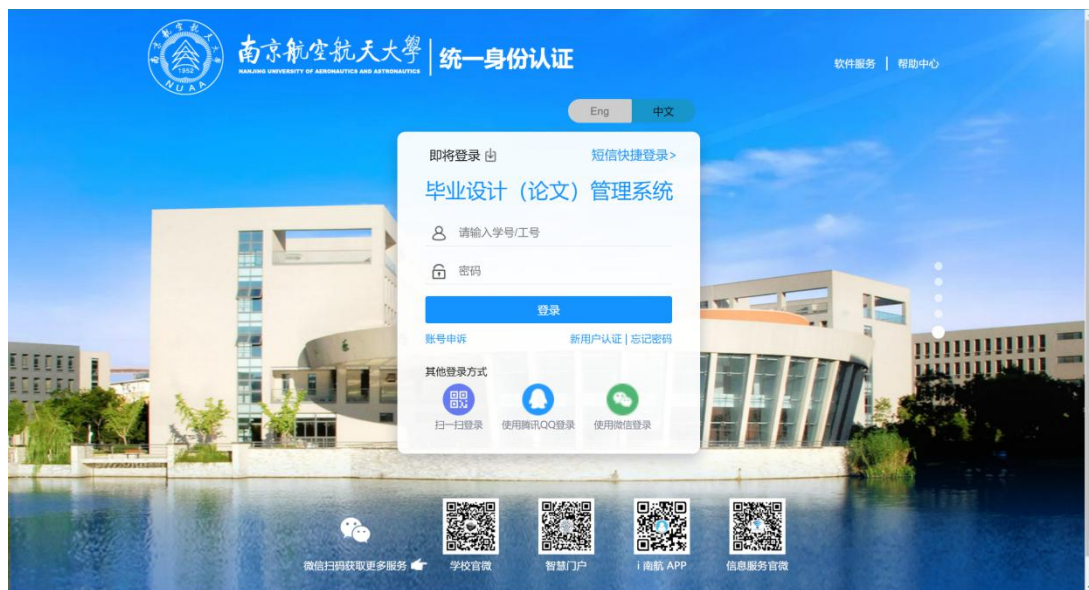 南京航空航天大學
NANJING UNIVERSITY OF AERONAUTICS AND ASTRONAUTICS
1952
NUAA
统一身份认证
软件服务 | 帮助中心
Eng 中文
即将登录 短信快捷登录>
毕业设计（论文）管理系统
请输入学号/工号
密码
登录
账号申诉 新用户认证 | 忘记密码
其他登录方式
扫一扫登录 使用腾讯QQ登录 使用微信登录
微信扫码获取更多服务 学校官微 智慧门户 i 南航 APP 信息服务官微